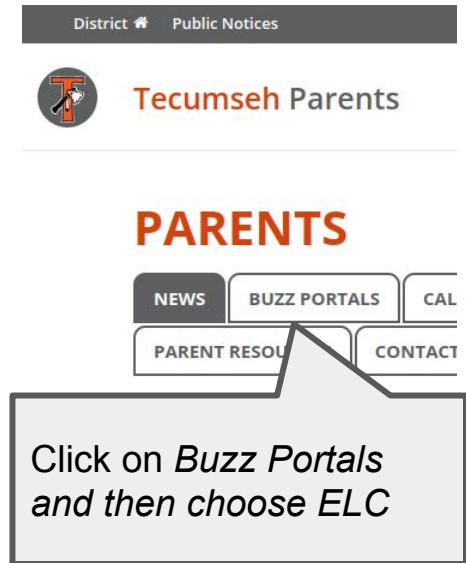 District Public Notices
T
Tecumseh Parents
PARENTS
NEWS BUZZ PORTALS CAL
PARENT RESOU CONTACT
Click on Buzz Portals
and then choose ELC